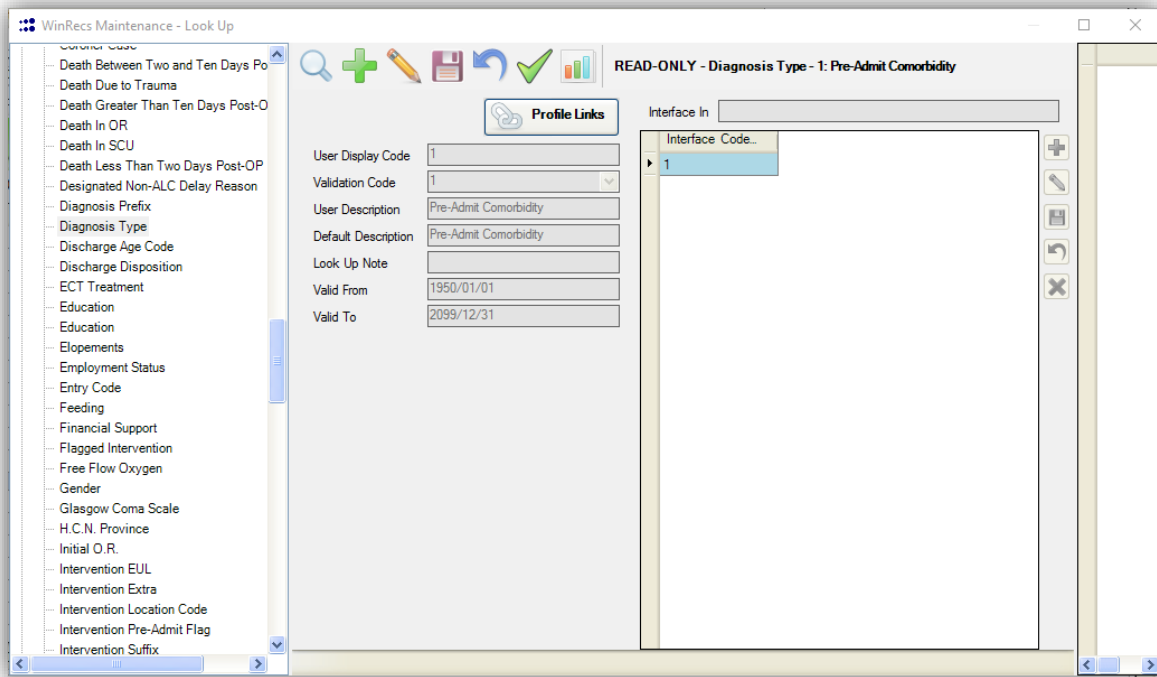 WinRecs Maintenance - Look Up
Coroner Case
Death Between Two and Ten Days Po
Death Due to Trauma
Death Greater Than Ten Days Post-O
Death In OR
Death In SCU
Death Less Than Two Days Post-OP
Designated Non-ALC Delay Reason
Diagnosis Prefix
Diagnosis Type
Discharge Age Code
Discharge Disposition
ECT Treatment
Education
Education
Elopements
Employment Status
Entry Code
Feeding
Financial Support
Flagged Intervention
Free Flow Oxygen
Gender
Glasgow Coma Scale
H.C.N. Province
Initial O.R.
Intervention EUL
Intervention Extra
Intervention Location Code
Intervention Pre-Admit Flag
Intervention Suffix
READ-ONLY - Diagnosis Type - 1: Pre-Admit Comorbidity
Profile Links
User Display Code 1
Validation Code 1
User Description Pre-Admit Comorbidity
Default Description Pre-Admit Comorbidity
Look Up Note
Valid From 1950/01/01
Valid To 2099/12/31
Interface In
Interface Code...
1